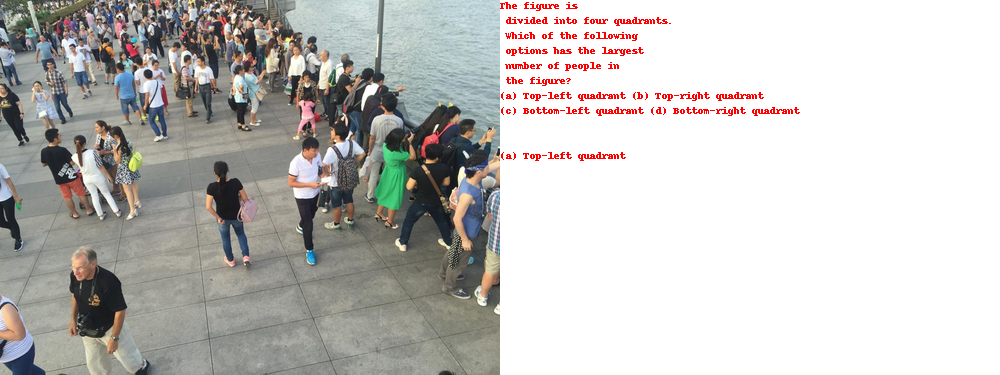 The figure is
divided into four quadrants.
Which of the following
options has the largest
number of people in
the figure?
(a) Top-left quadrant (b) Top-right quadrant
(c) Bottom-left quadrant (d) Bottom-right quadrant
(a) Top-left quadrant